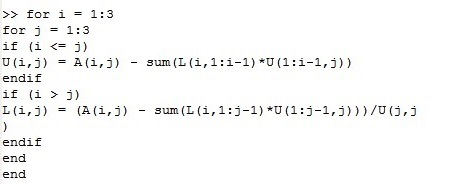 >> for i = 1:3
for j = 1:3
if (i <= j)
U(i,j) = A(i,j) - sum(L(i,1:i-1)*U(1:i-1,j))
endif
if (i > j)
L(i,j) = (A(i,j) - sum(L(i,1:j-1)*U(1:j-1,j)))/U(j,j
)
endif
end
end